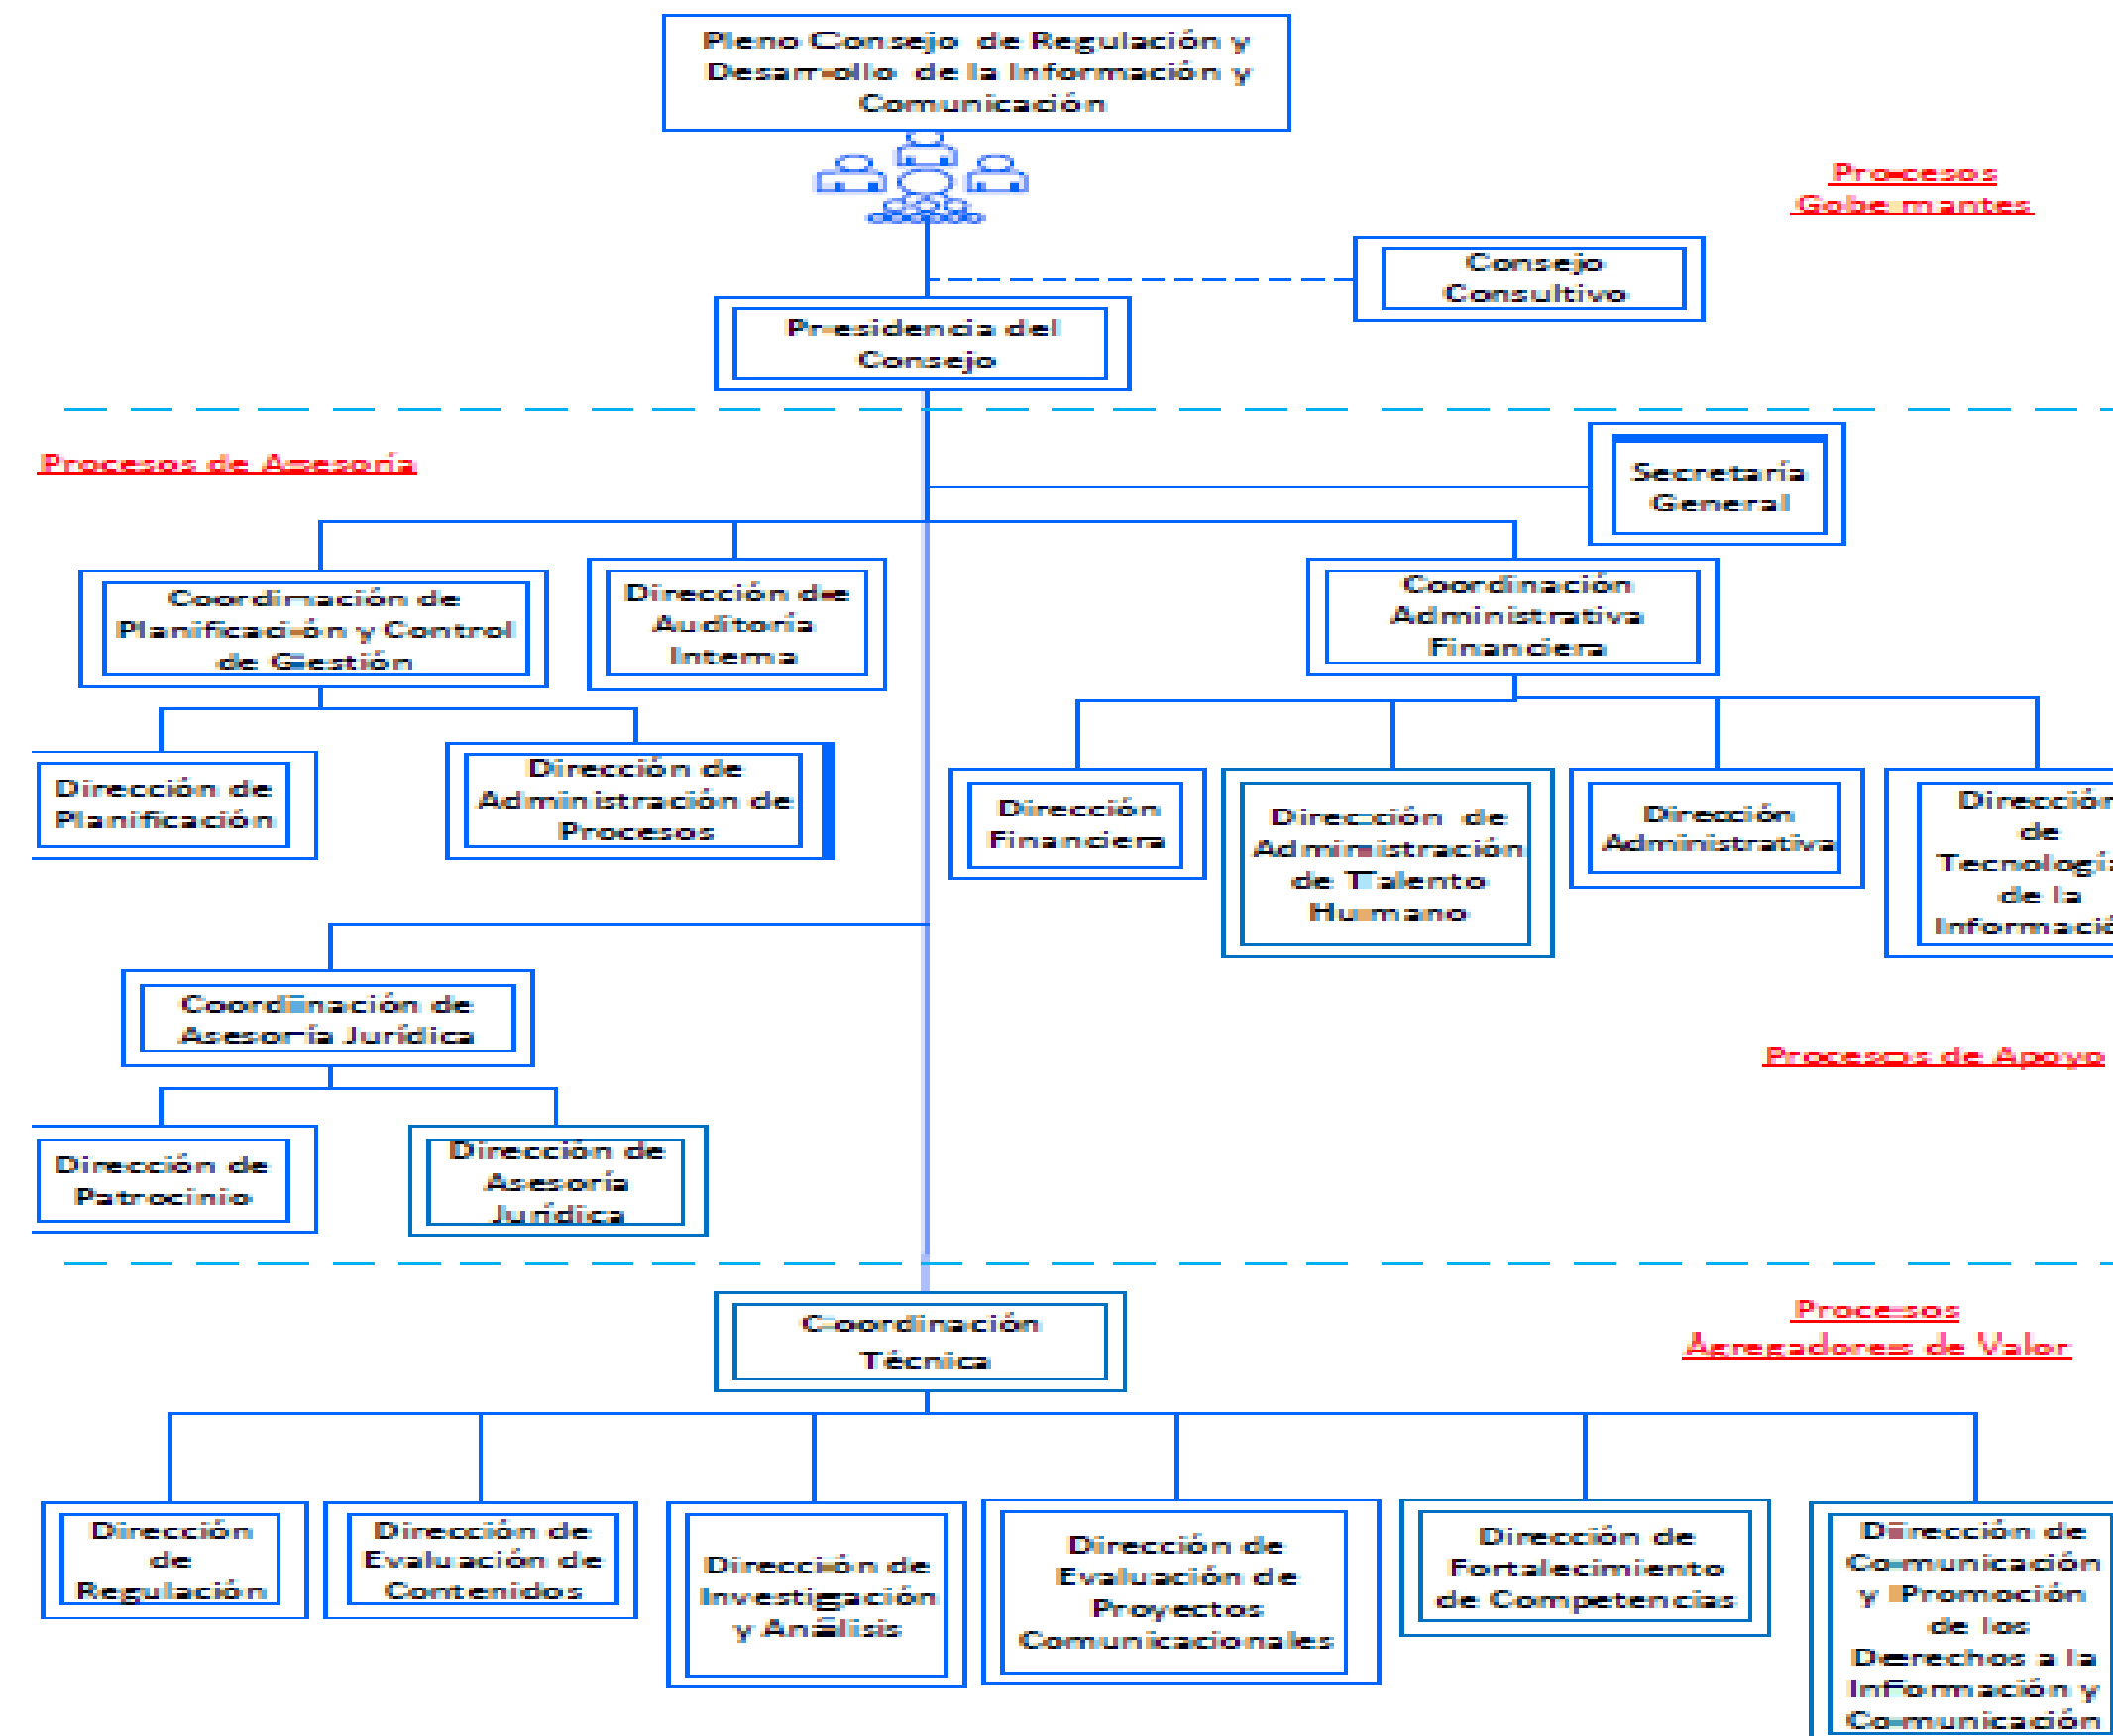 Pleno Consejo de Regulación y
Desarrollo de la Información y
Comunicación
Procesos
Gobernantes
Consejo
Consultivo
Presidencia del
Consejo
Procesos de Asesoría
Secretaría
General
Coordinación de
Planificación y Control
de Gestión
Dirección de
Auditoría
Interna
Coordinación
Administrativa
Financiera
Dirección de
Planificación
Dirección de
Administración de
Procesos
Dirección
Financiera
Dirección de
Administración
de Talento
Humano
Dirección
Administrativa
Dirección
de
Tecnología
de la
Informació
Coordinación de
Asesoría Jurídica
Procesos de Apoyo
Dirección de
Patrocinio
Dirección de
Asesoría
Jurídica
Coordinación
Técnica
Procesos
Agregadores de Valor
Dirección
de
Regulación
Dirección de
Evaluación de
Contenidos
Dirección de
Investigación
y Análisis
Dirección de
Evaluación de
Proyectos
Comunicacionales
Dirección de
Fortalecimiento
de Competencias
Dirección de
Comunicación
y Promoción
de los
Derechos a la
Información y
Comunicación